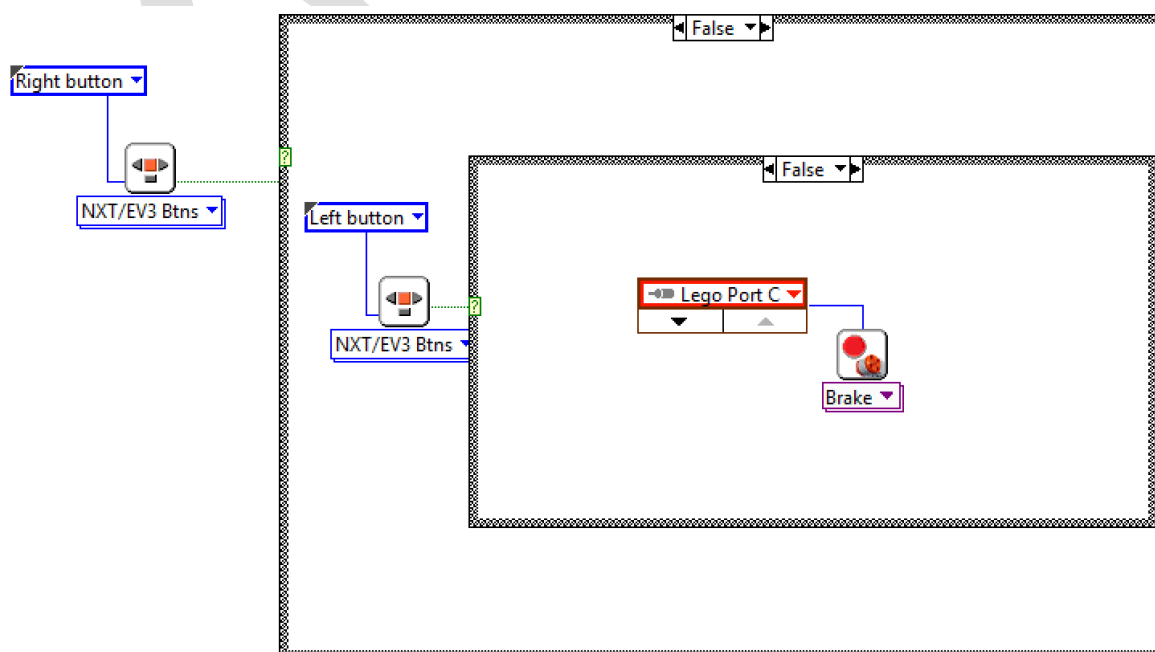 False
Right button
False
NXT/EV3 Btns
Left button
Lego Port C
NXT/EV3 Btns
Brake
?
?